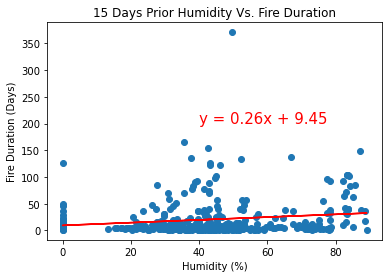 15 Days Prior Humidity Vs. Fire Duration
350
300
250
200
150
100
50
0
Fire Duration (Days)
y = 0.26x + 9.45
0 20 40 60 80
Humidity (%)